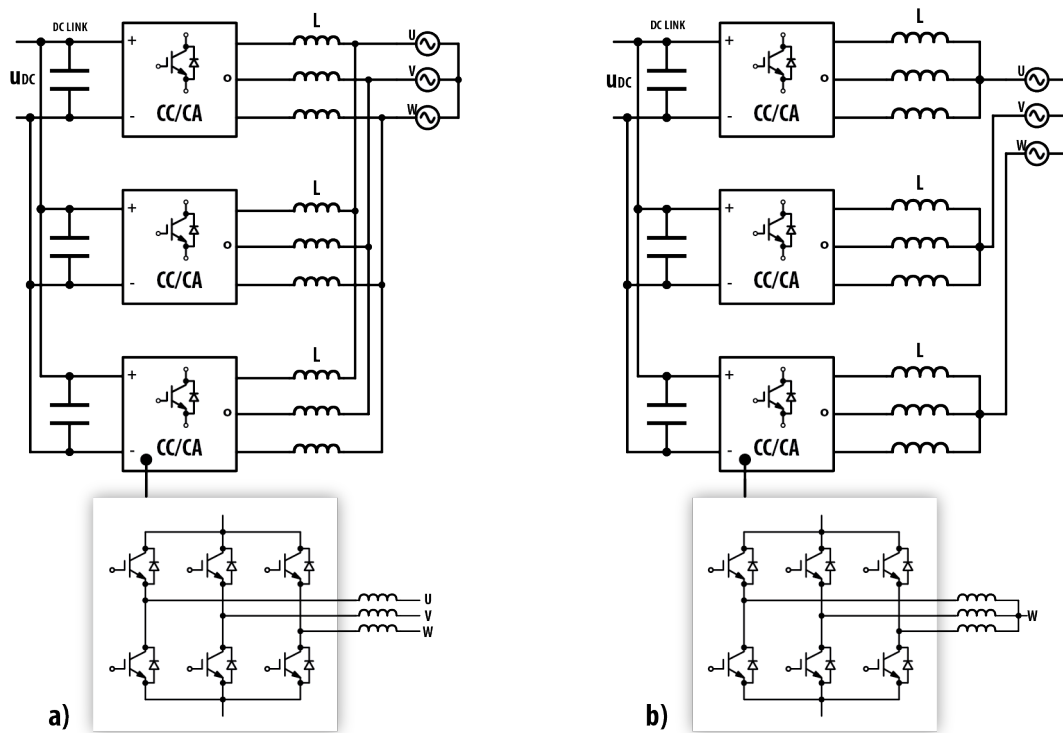 DC LINK
L
+
U
uDC
o
V
CC/CA
-
W
L
+
o
CC/CA
-
L
+
o
CC/CA
-
U
V
W
a)
DC LINK
L
+
U
uDC
o
V
CC/CA
-
W
L
+
o
CC/CA
-
L
+
o
CC/CA
-
W
b)